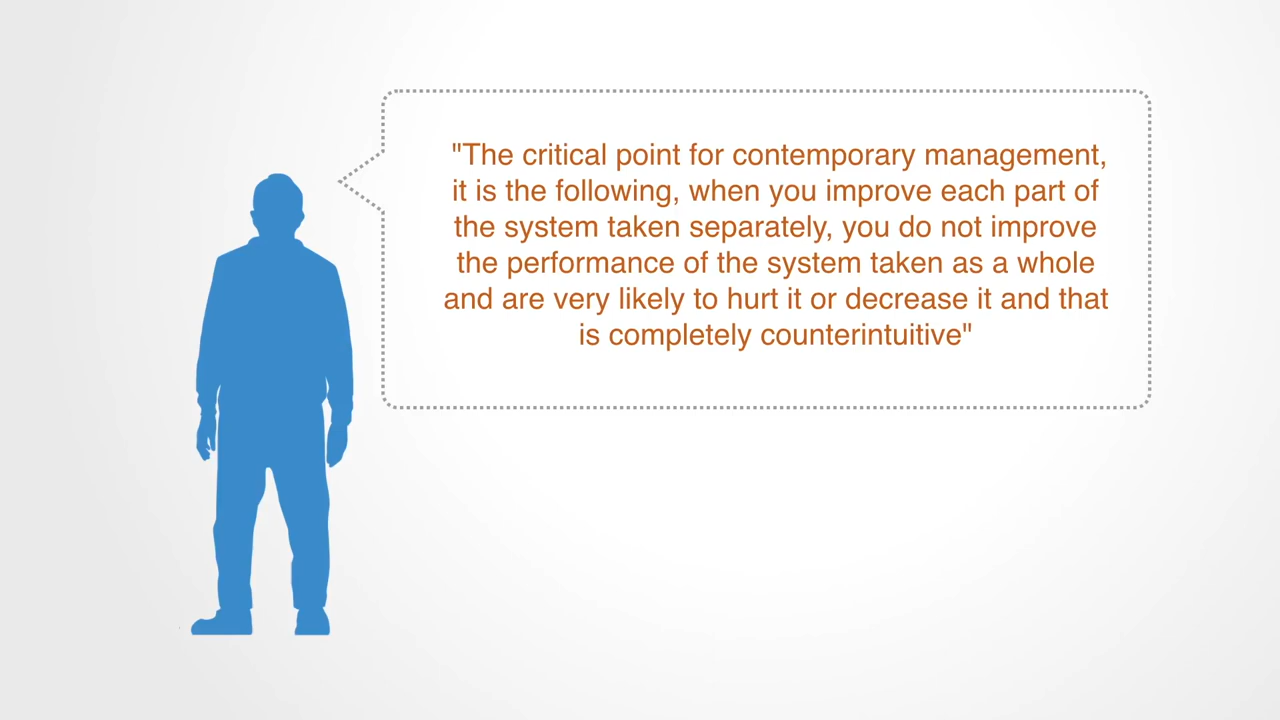 "The critical point for contemporary management,
it is the following, when you improve each part of
the system taken separately, you do not improve
the performance of the system taken as a whole
and are very likely to hurt it or decrease it and that
is completely counterintuitive"